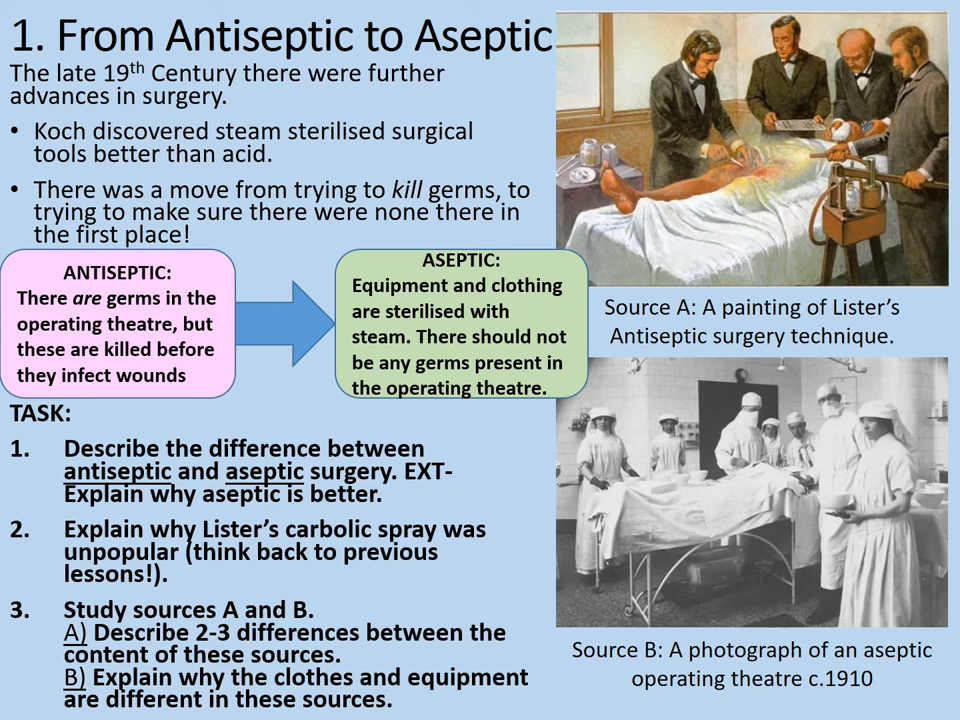 1. From Antiseptic to Aseptic
The late 19th Century there were further
advances in surgery.
• Koch discovered steam sterilised surgical
tools better than acid.
• There was a move from trying to kill germs, to
trying to make sure there were none there in
the first place!
ANTISEPTIC:
There are germs in the
operating theatre, but
these are killed before
they infect wounds
ASEPTIC:
Equipment and clothing
are sterilised with
steam. There should not
be any germs present in
the operating theatre.
Source A: A painting of Lister’s
Antiseptic surgery technique.
TASK:
1. Describe the difference between
antiseptic and aseptic surgery. EXT-
Explain why aseptic is better.
2. Explain why Lister’s carbolic spray was
unpopular (think back to previous
lessons!).
3. Study sources A and B.
A) Describe 2-3 differences between the
content of these sources.
B) Explain why the clothes and equipment
are different in these sources.
Source B: A photograph of an aseptic
operating theatre c.1910